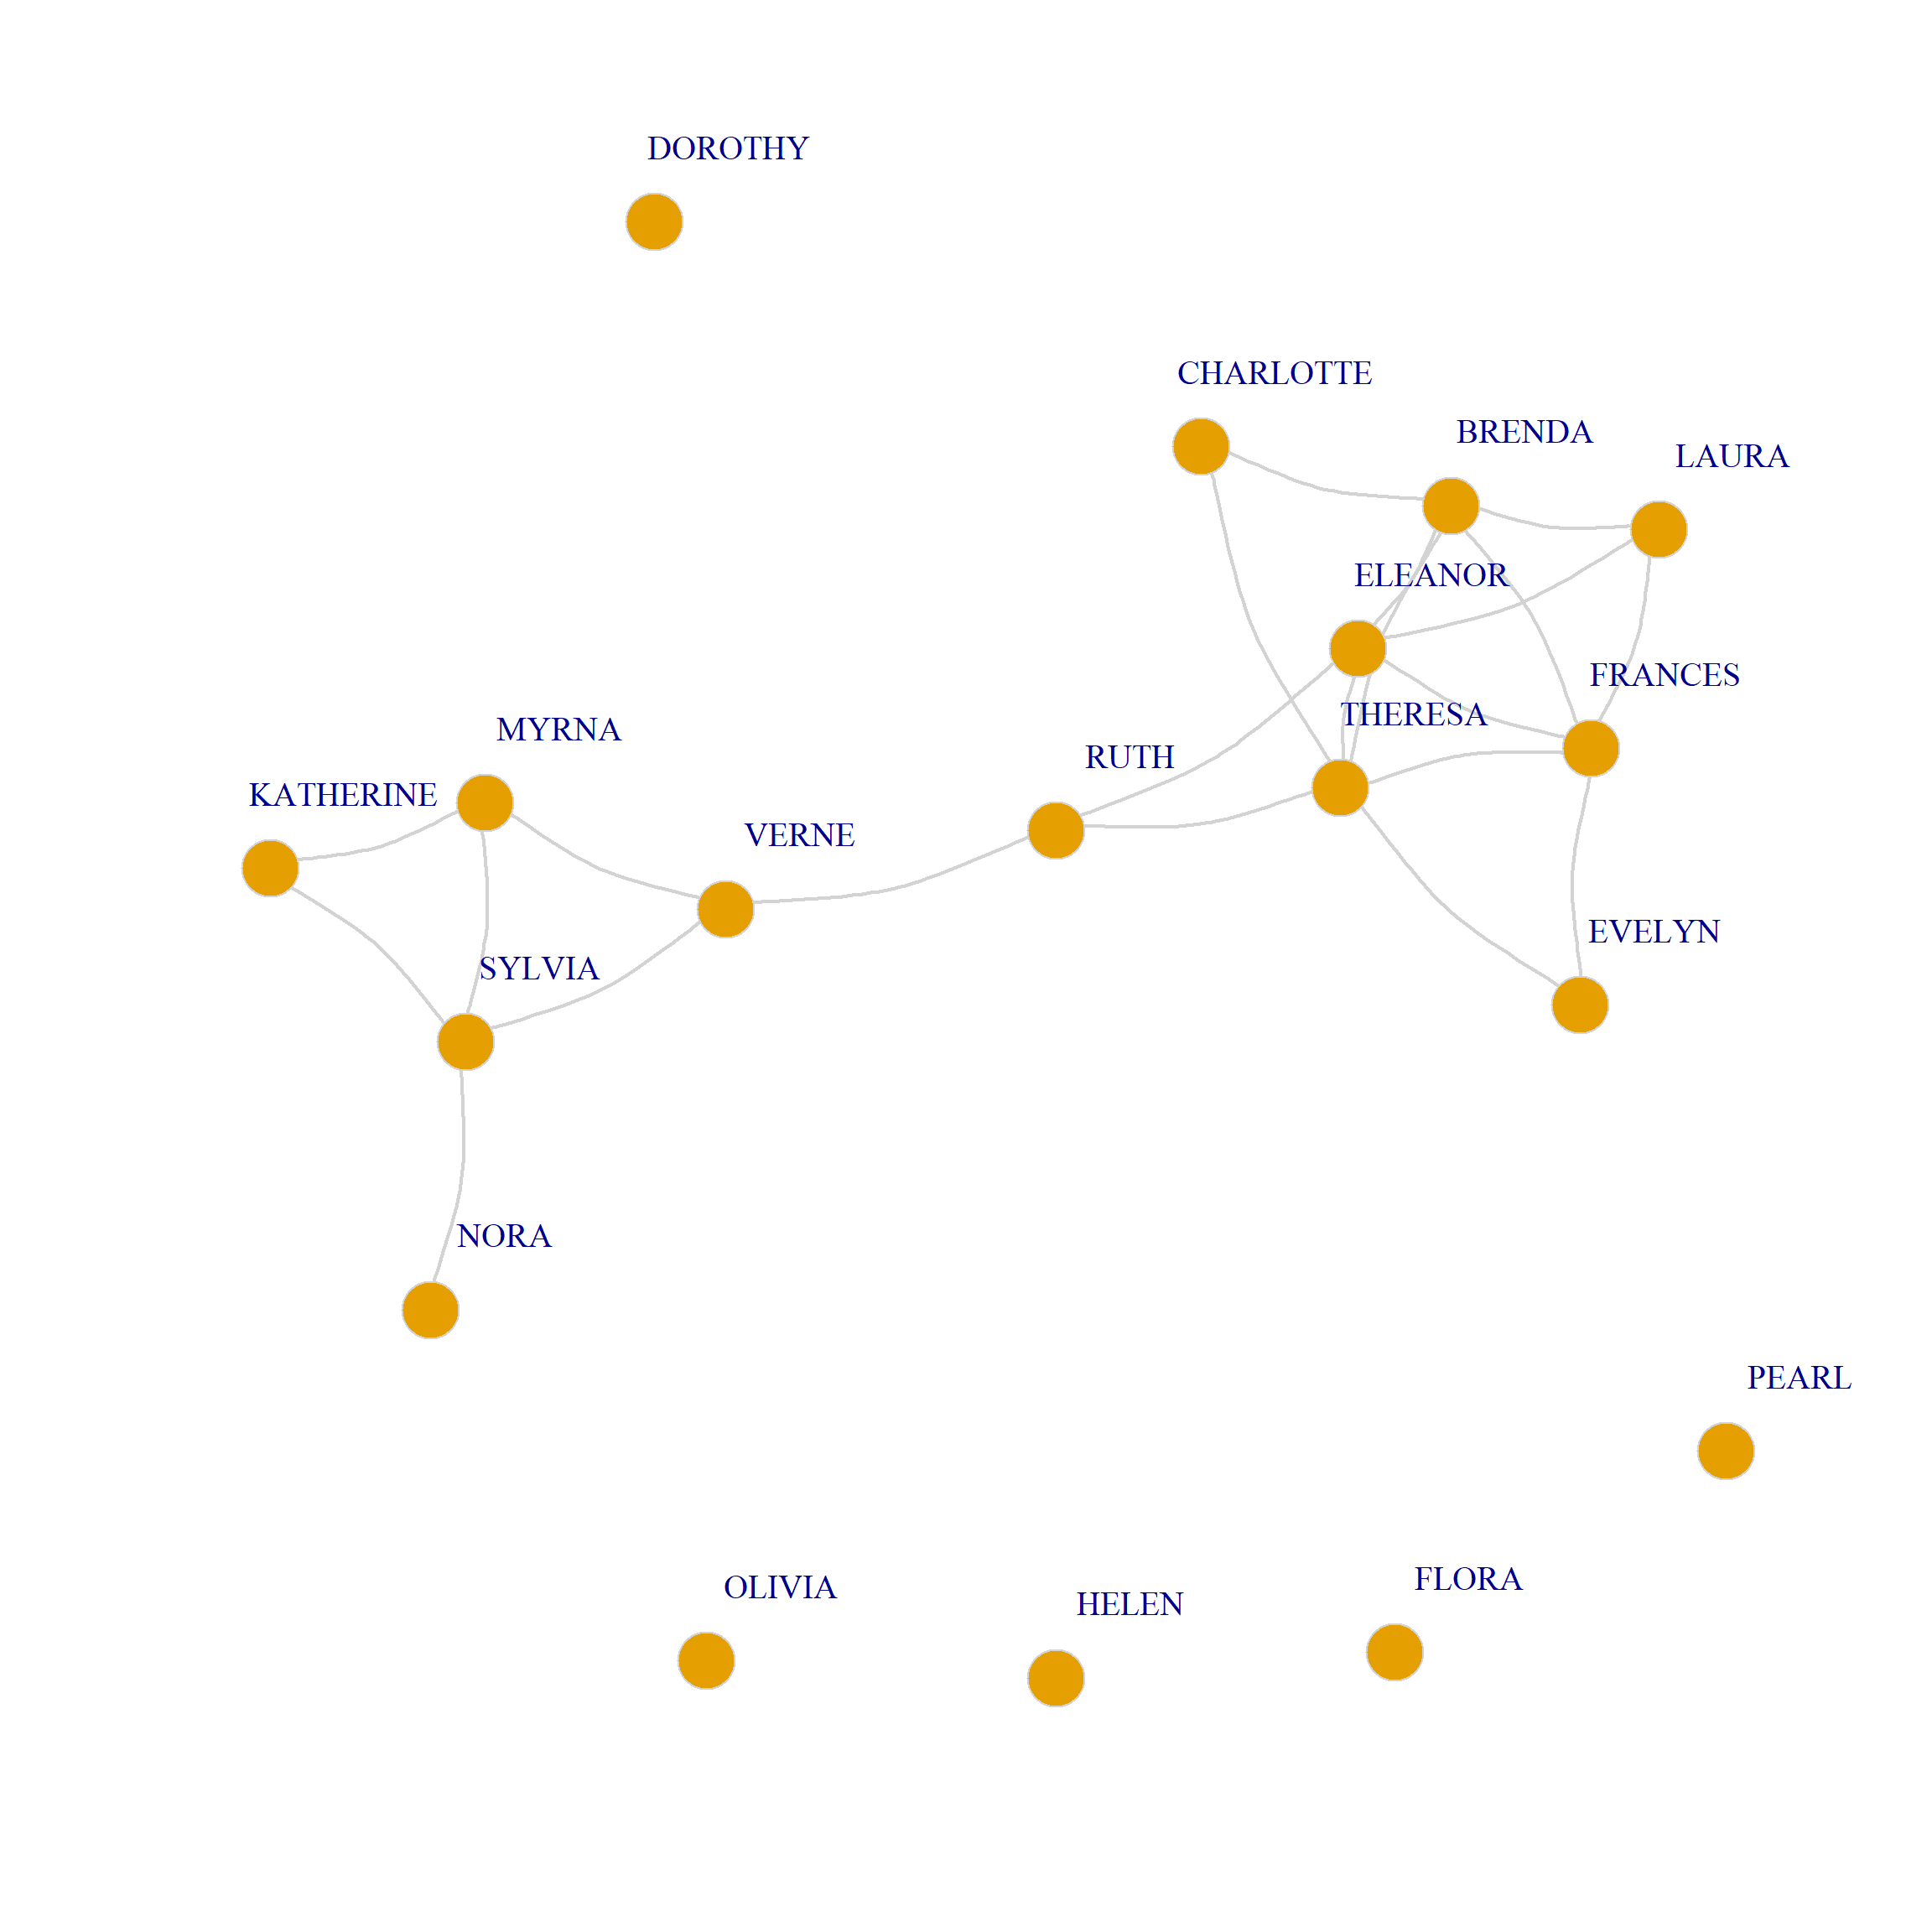 DOROTHY
CHARLOTTE
BRENDA
LAURA
ELEANOR
FRANCES
THERESA
MYRNA
RUTH
KATHERINE
VERNE
EVELYN
SYLVIA
NORA
PEARL
FLORA
OLIVIA
HELEN